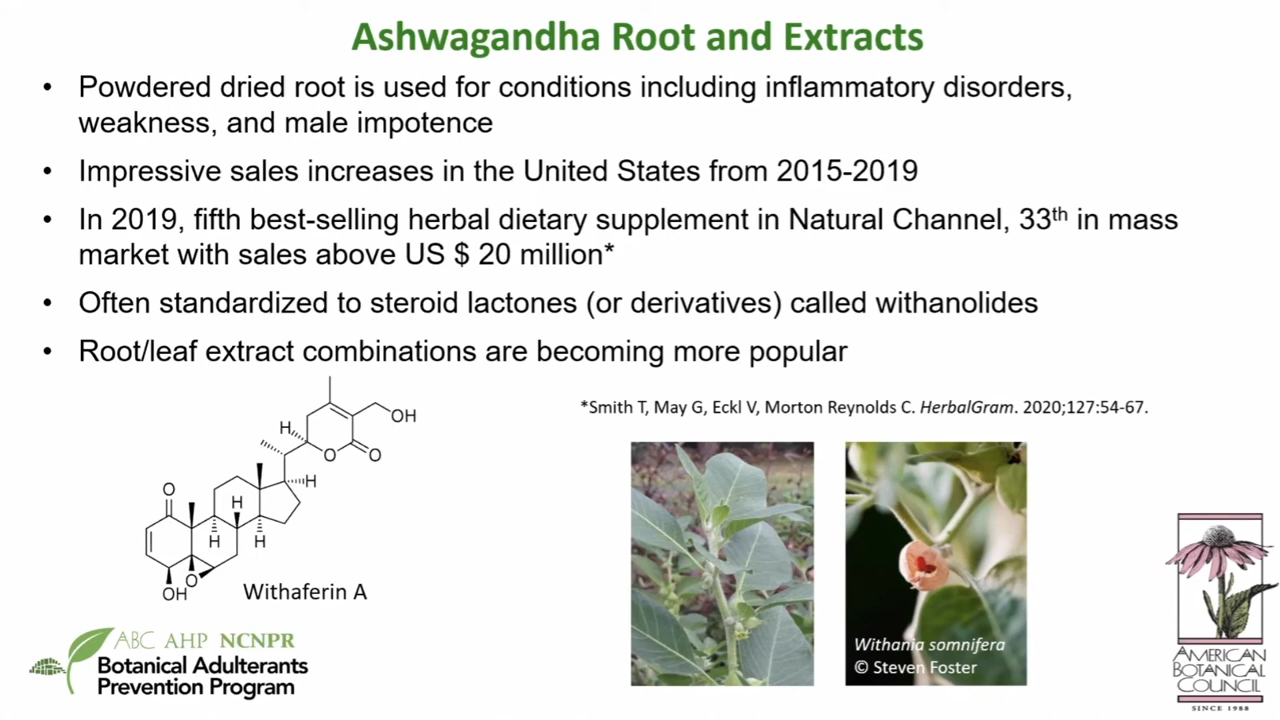 Ashwagandha Root and Extracts
• Powdered dried root is used for conditions including inflammatory disorders,
weakness, and male impotence
• Impressive sales increases in the United States from 2015-2019
• In 2019, fifth best-selling herbal dietary supplement in Natural Channel, 33th in mass
market with sales above US $ 20 million*
• Often standardized to steroid lactones (or derivatives) called withanolides
• Root/leaf extract combinations are becoming more popular
*Smith T, May G, Eckl V, Morton Reynolds C. HerbalGram. 2020;127:54-67.
OH
H
O
O
H
O
H
H
H
O
OH
Withaferin A
Withania somnifera
© Steven Foster
ABC AHP NCNPR
Botanical Adulterants
Prevention Program
AMERICAN
BOTANICAL
COUNCIL
SINCE 1988